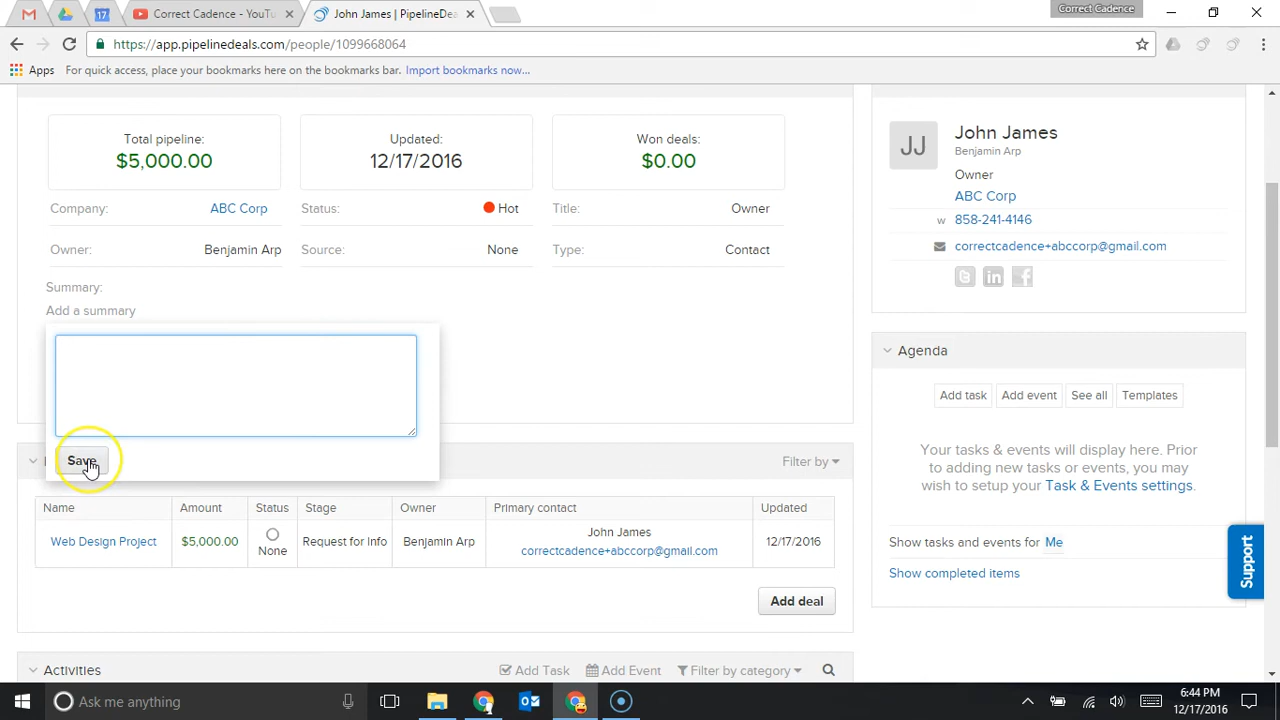 Correct Cadence - YouTu
John James | PipelineDea
Correct Cadence
https://app.pipelinedeals.com/people/1099668064
Apps
For quick access, place your bookmarks here on the bookmarks bar. Import bookmarks now...
Total pipeline:
$5,000.00
Updated:
12/17/2016
Won deals:
$0.00
Company:
ABC Corp
Status:
Hot
Title:
Owner
Owner:
Benjamin Arp
Source:
None
Type:
Contact
Summary:
Add a summary
Save
Filter by
Name
Amount
Status
Stage
Owner
Primary contact
Updated
Web Design Project
$5,000.00
None
Request for Info
Benjamin Arp
John James
correctcadence+abccorp@gmail.com
12/17/2016
Add deal
Activities
Add Task
Add Event
Filter by category
JJ
John James
Benjamin Arp
Owner
ABC Corp
w 858-241-4146
correctcadence+abccorp@gmail.com
Agenda
Add task
Add event
See all
Templates
Your tasks & events will display here. Prior
to adding new tasks or events, you may
wish to setup your Task & Events settings.
Show tasks and events for Me
Show completed items
Support
Ask me anything
6:44 PM
12/17/2016